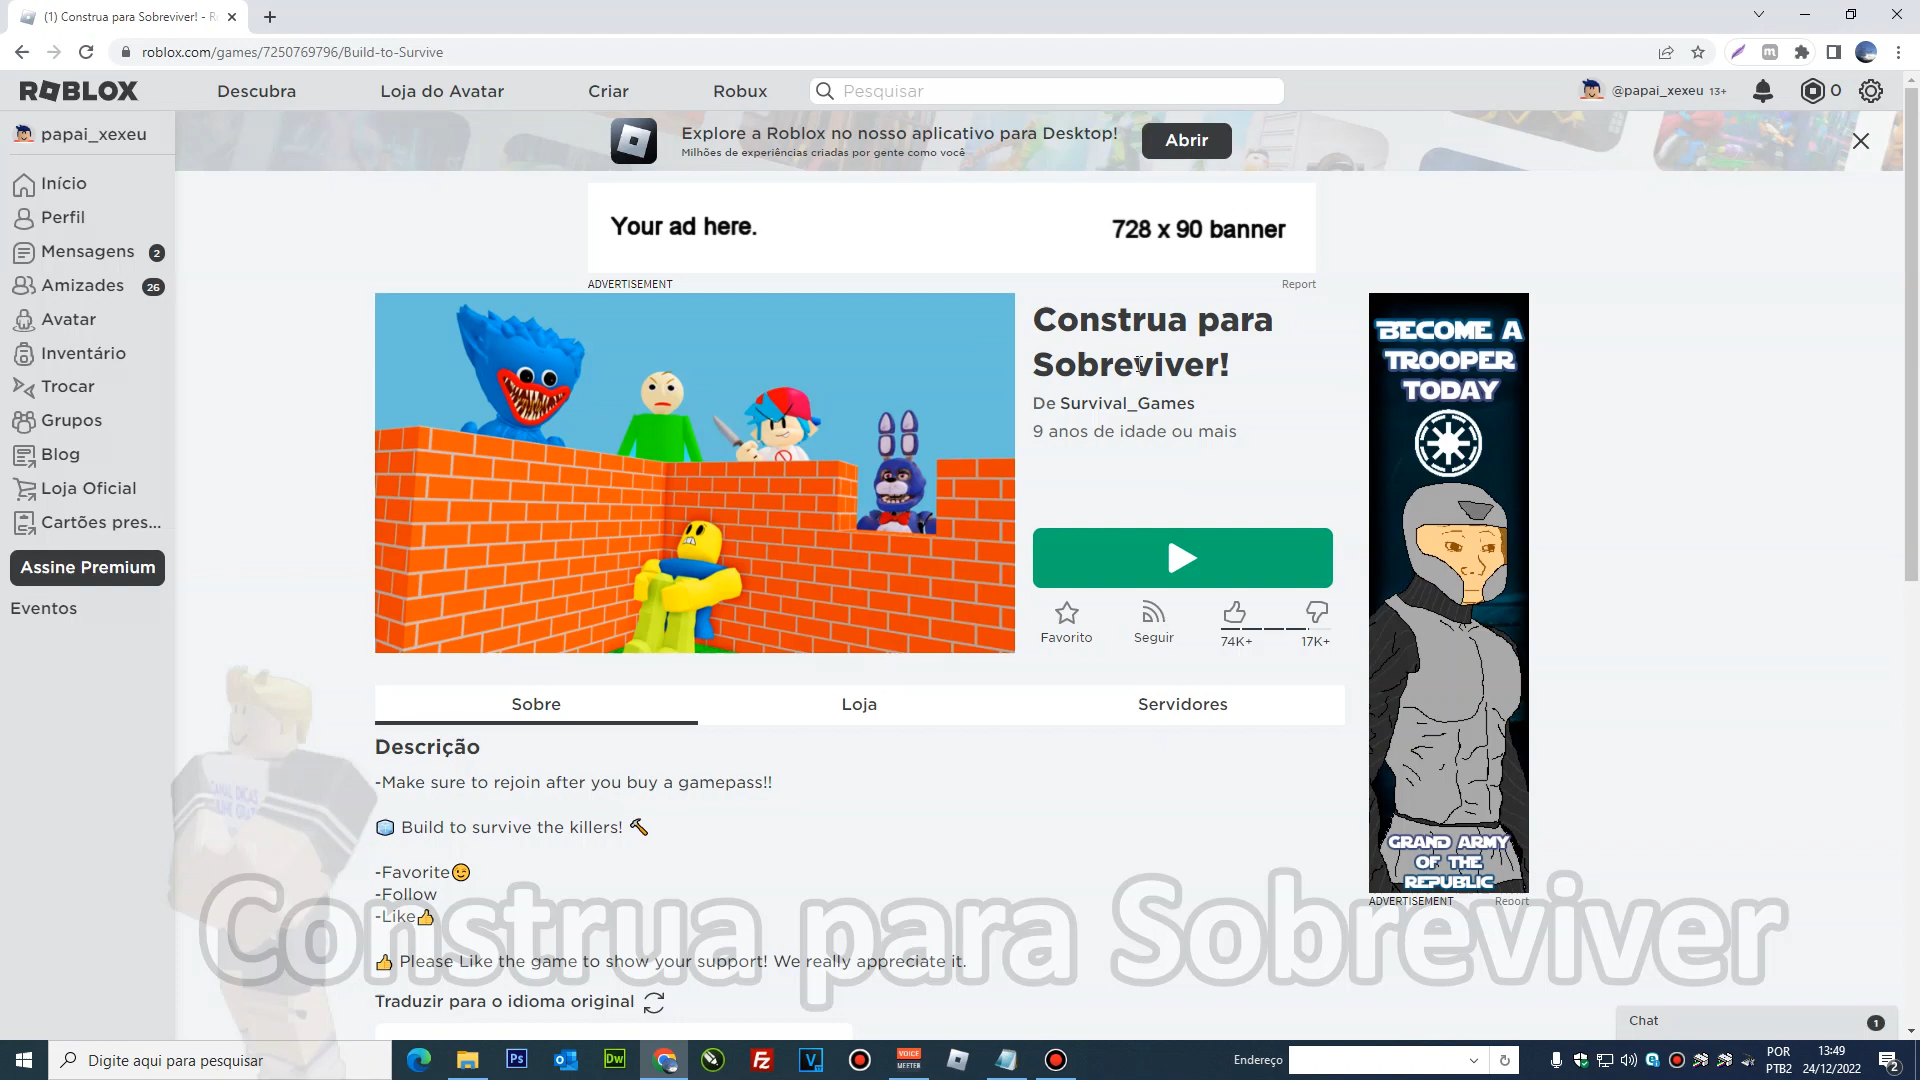 (1) Construa para Sobreviver! - R
roblox.com/games/7250769796/Build-to-Survive
ROBLOX
Descubra
Loja do Avatar
Criar
Robux
Pesquisar
@papai_xexeu 13+
0
papai_xexeu
Explore a Roblox no nosso aplicativo para Desktop!
Milhões de experiências criadas por gente como você
Abrir
Início
Perfil
Mensagens 2
Amizades 26
Avatar
Inventário
Trocar
Grupos
Blog
Loja Oficial
Cartões pres...
Assine Premium
Eventos
Your ad here.
728 x 90 banner
ADVERTISEMENT
Report
Construa para
Sobreviver!
De Survival_Games
9 anos de idade ou mais
Favorito
Seguir
74K+
17K+
BECOME A
TROOPER
TODAY
GRAND ARMY
OF THE
REPUBLIC
ADVERTISEMENT
Report
Sobre
Loja
Servidores
Descrição
-Make sure to rejoin after you buy a gamepass!!
🧊 Build to survive the killers! 🔨
-Favorite😉
-Follow
-Like👍
👍 Please Like the game to show your support! We really appreciate it.
Traduzir para o idioma original
Construa para Sobreviver
Chat
1
Digite aqui para pesquisar
Ps
Dw
Fz
V
VOICE
MEETER
Endereço
POR
PTB2
13:49
24/12/2022
2